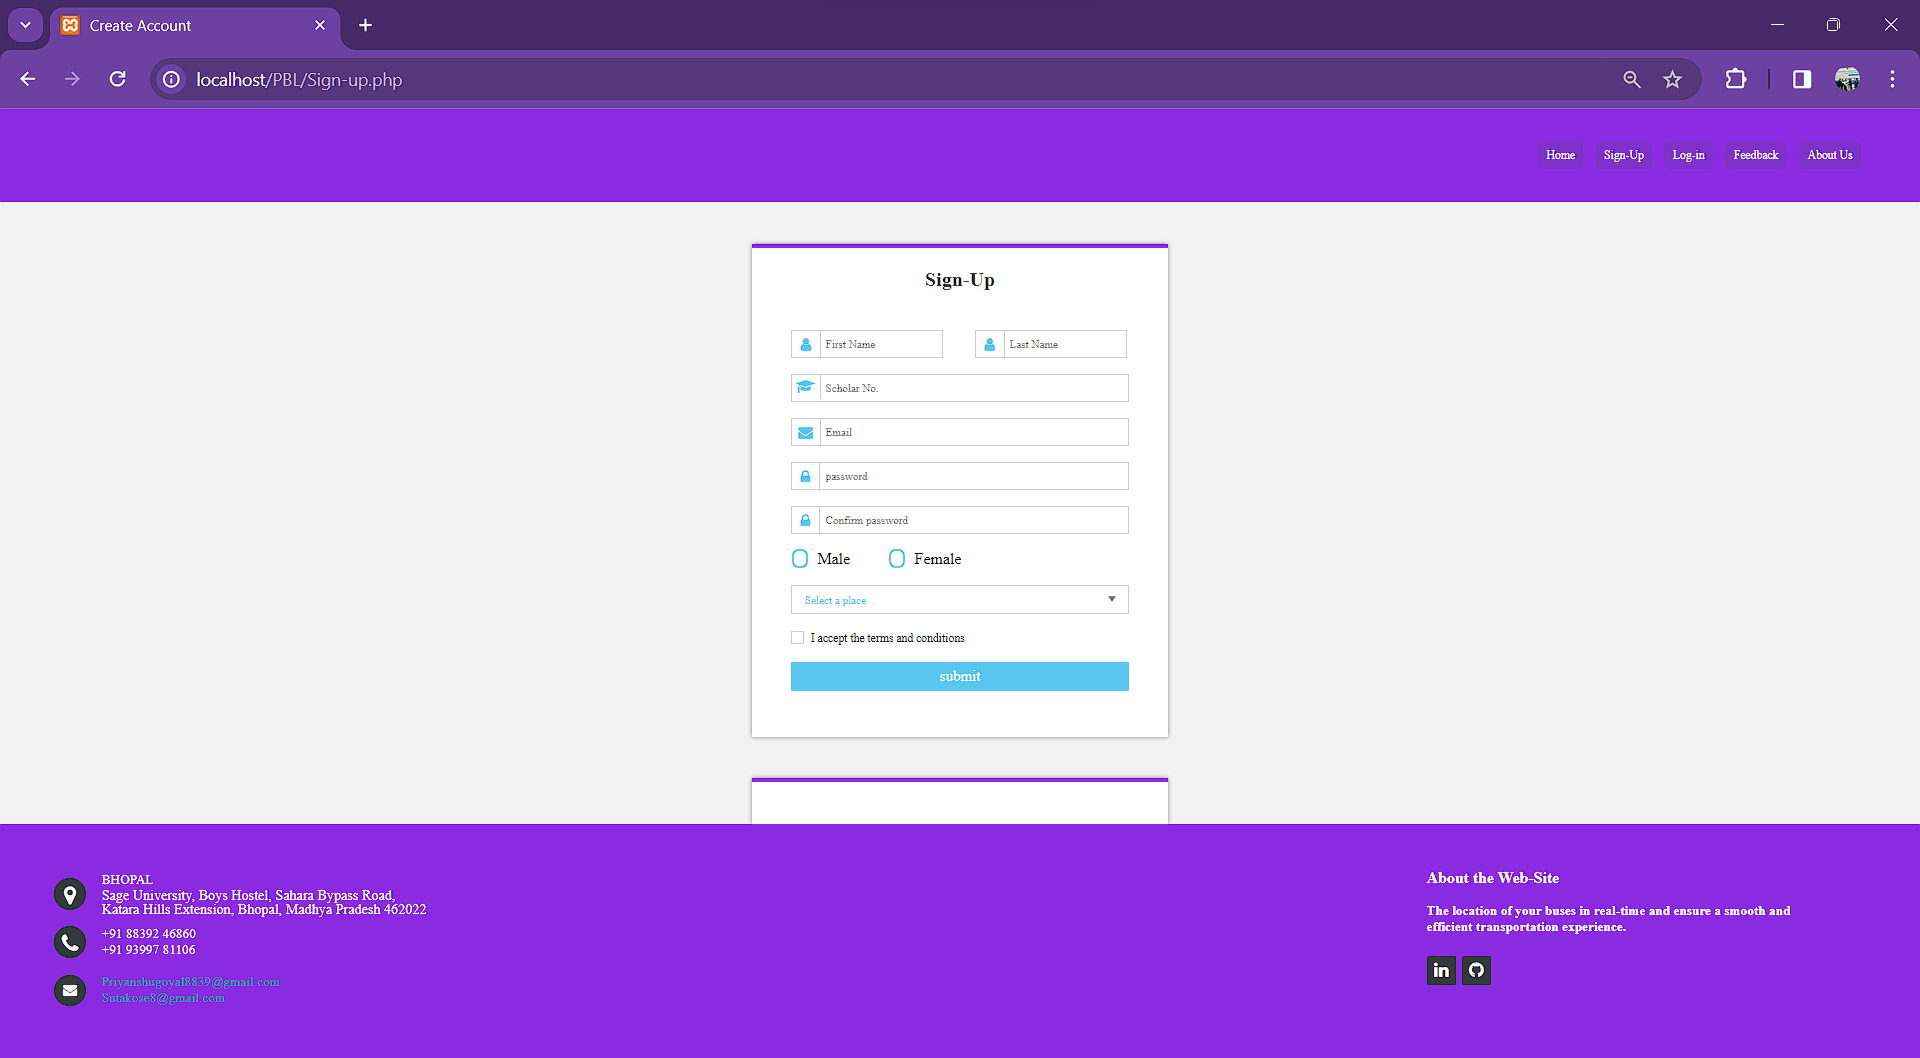 Create Account
localhost/PBL/Sign-up.php
Home Sign-Up Log-in Feedback About Us
Sign-Up
First Name Last Name
Scholar No.
Email
password
Confirm password
Male Female
Select a place
I accept the terms and conditions
submit
BHOPAL
Sage University, Boys Hostel, Sahara Bypass Road,
Katara Hills Extension, Bhopal, Madhya Pradesh 462022
+91 88392 46860
+91 93997 81106
Priyanshugoyal8839@gmail.com
Sutakose8@gmail.com
About the Web-Site
The location of your buses in real-time and ensure a smooth and
efficient transportation experience.
in